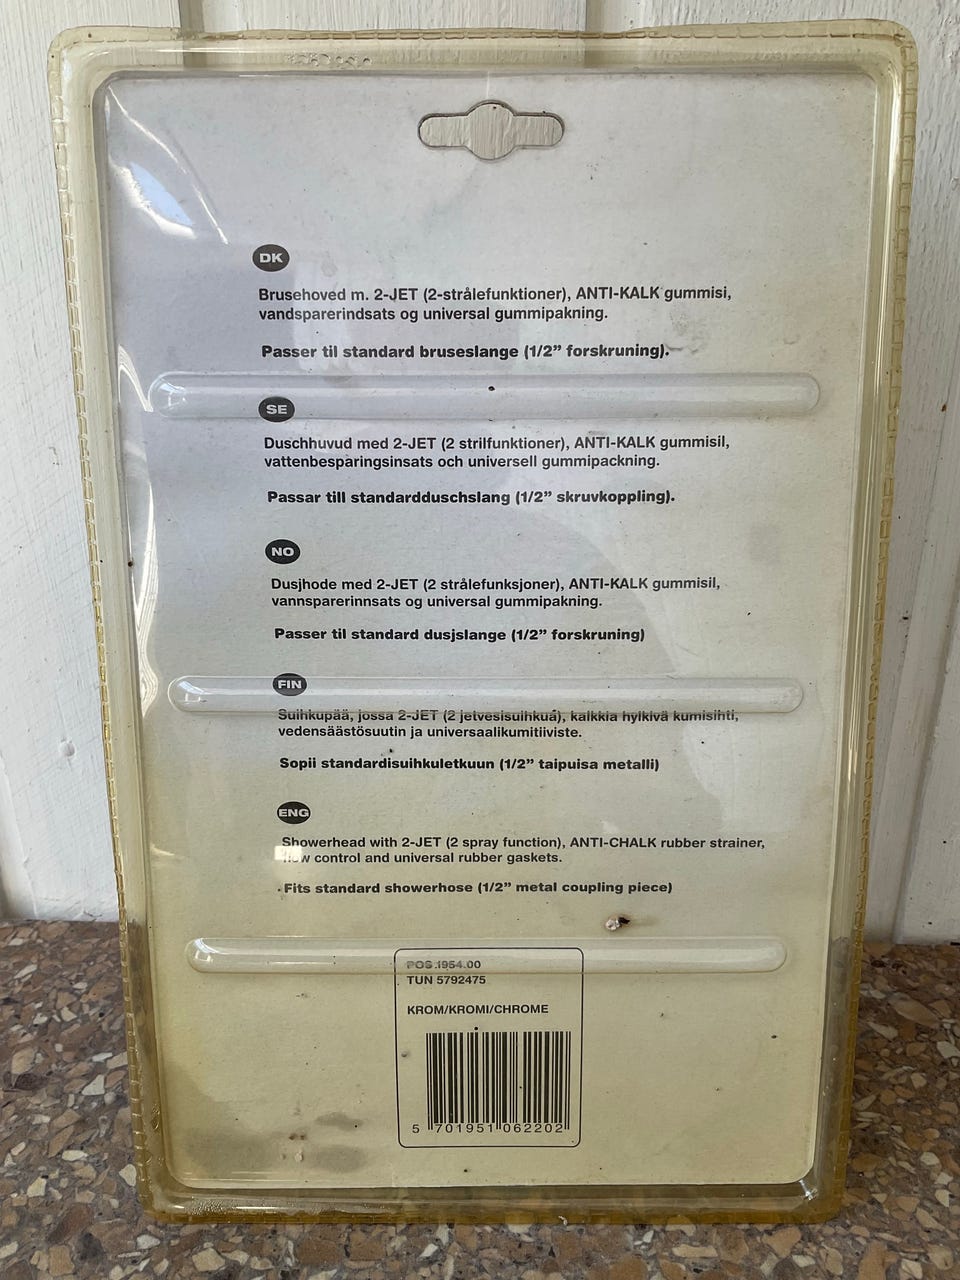 DK
Brusehoved m. 2-JET (2-strålefunktioner), ANTI-KALK gummisi,
vandsparerindsats og universal gummipakning.
Passer til standard bruseslange (1/2” forskruning).
SE
Duschhuvud med 2-JET (2 strilfunktioner), ANTI-KALK gummisil,
vattenbesparingsinsats och universell gummipackning.
Passar till standardduschslang (1/2” skruvkoppling).
NO
Dusjhode med 2-JET (2 strålefunksjoner), ANTI-KALK gummisil,
vannsparerinnsats og universal gummipakning.
Passer til standard dusjslange (1/2” forskruning)
FIN
Suihkupää, jossa 2-JET (2 jetvesisuihkua), kalkkia hylkivä kumisihti,
vedensäästösuutin ja universaalikumitiiviste.
Sopii standardisuihkuletkuun (1/2” taipuisa metalli)
ENG
Showerhead with 2-JET (2 spray function), ANTI-CHALK rubber strainer,
flow control and universal rubber gaskets.
Fits standard showerhose (1/2” metal coupling piece)
POS.1954.00
TUN 5792475
KROM/KROMI/CHROME
5 701951 062202